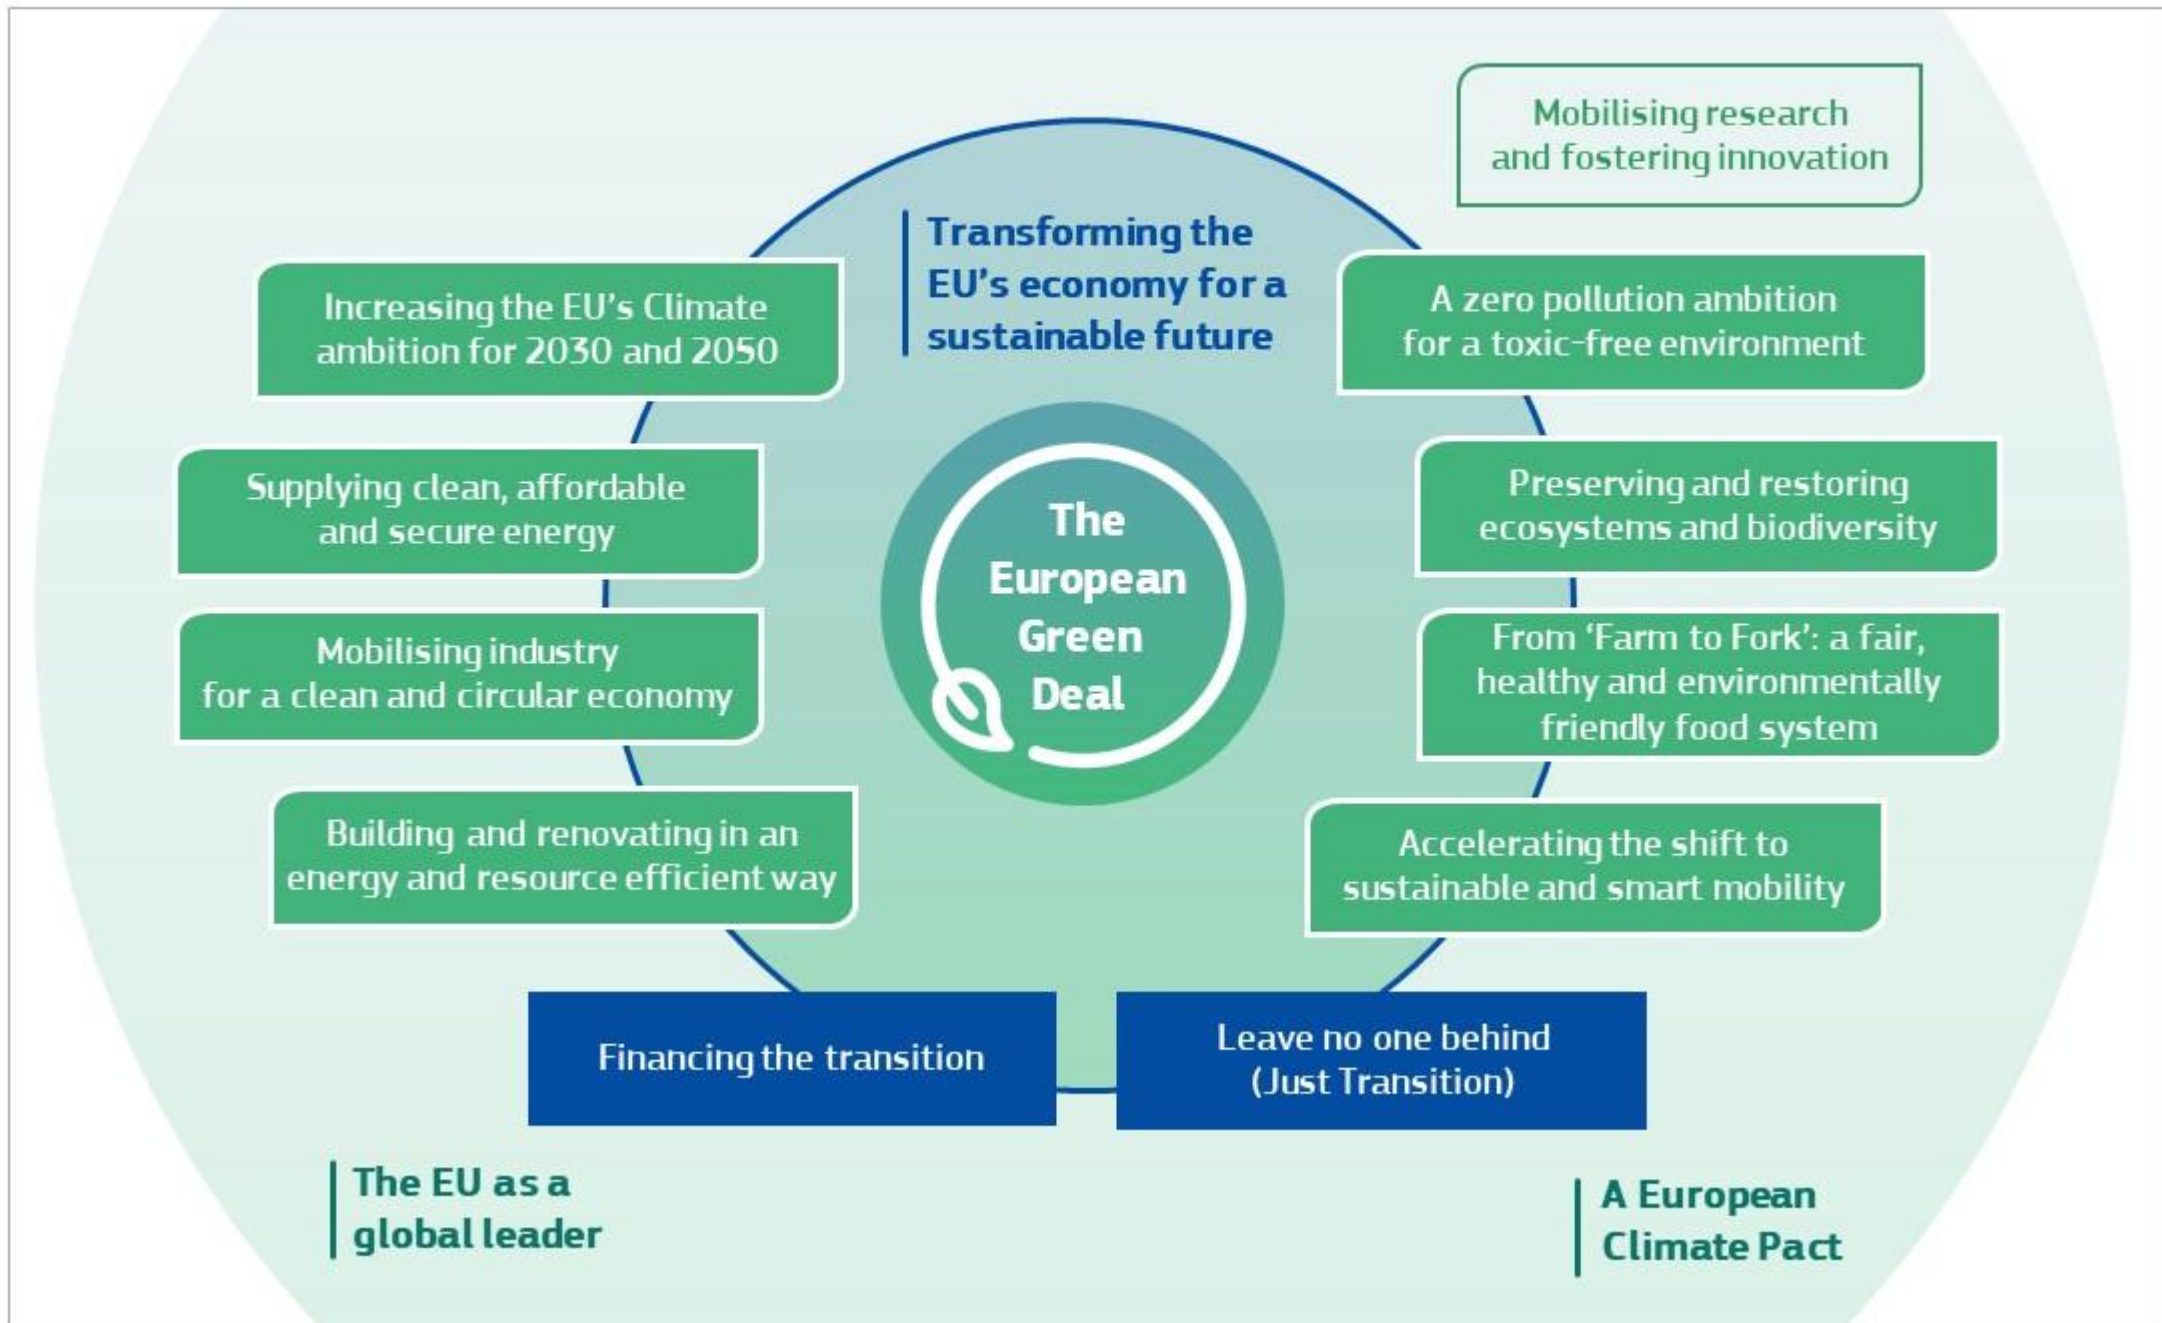 Mobilising research
and fostering innovation
Transforming the
EU's economy for a
sustainable future
Increasing the EU's Climate
ambition for 2030 and 2050
Supplying clean, affordable
and secure energy
Mobilising industry
for a clean and circular economy
Building and renovating in an
energy and resource efficient way
The
European
Green
Deal
A zero pollution ambition
for a toxic-free environment
Preserving and restoring
ecosystems and biodiversity
From ‘Farm to Fork’: a fair,
healthy and environmentally
friendly food system
Accelerating the shift to
sustainable and smart mobility
Financing the transition
Leave no one behind
(Just Transition)
The EU as a
global leader
A European
Climate Pact